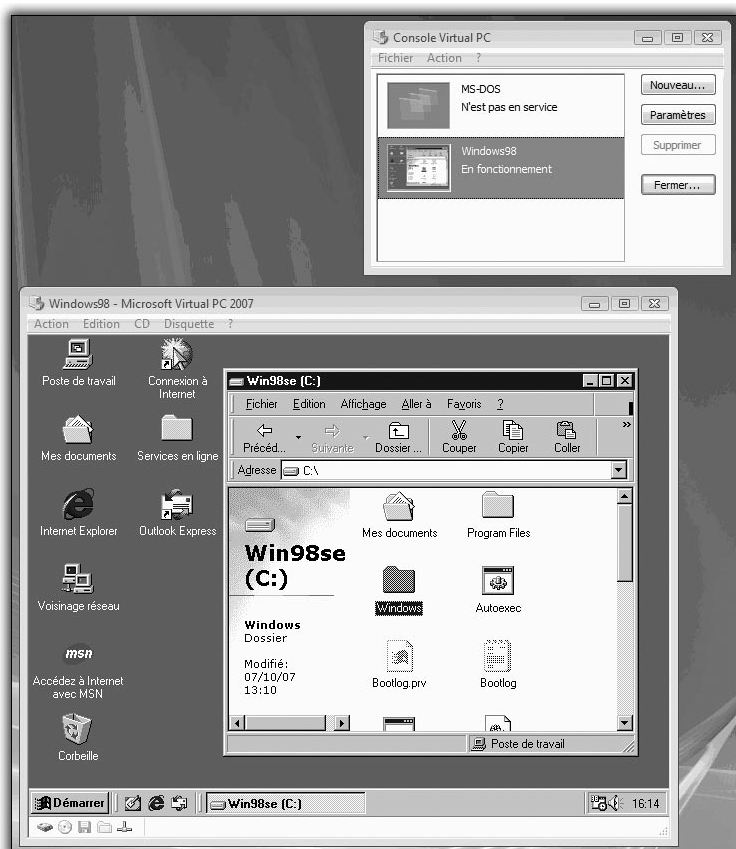 Console Virtual PC
Fichier Action ?
MS-DOS
N'est pas en service
Windows98
En fonctionnement
Nouveau...
Paramètres
Supprimer
Fermer...
Windows98 - Microsoft Virtual PC 2007
Action Edition CD Disquette ?
Poste de travail
Connexion à
Internet
Mes documents
Services en ligne
Internet Explorer
Outlook Express
Voisinage réseau
msn
Accédez à Internet
avec MSN
Corbeille
Win98se (C:)
Fichier Edition Affichage Aller à Favoris ?
Précéd... Suivante Dossier ... Couper Copier Coller »
Adresse C:\
Win98se
(C:)
Windows
Dossier
Modifié:
07/10/07
13:10
Mes documents
Program Files
Windows
Autoexec
Bootlog.prv
Bootlog
Poste de travail
Démarrer
Win98se (C:)
16:14